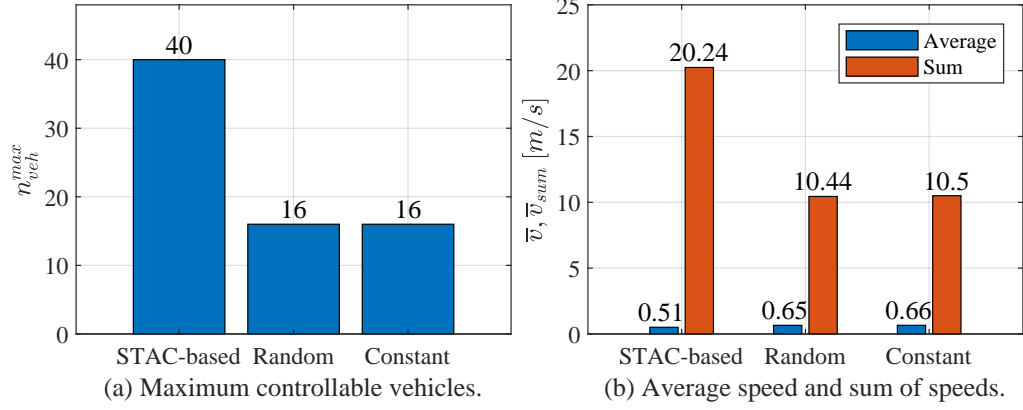 40
16
16
40
30
20
10
0
n_{veh}^{max}
STAC-based Random Constant
(a) Maximum controllable vehicles.
25
20
15
10
5
0
v̅, v̅_{sum} [m/s]
Average
Sum
20.24
10.44
10.5
0.51
0.65
0.66
STAC-based Random Constant
(b) Average speed and sum of speeds.